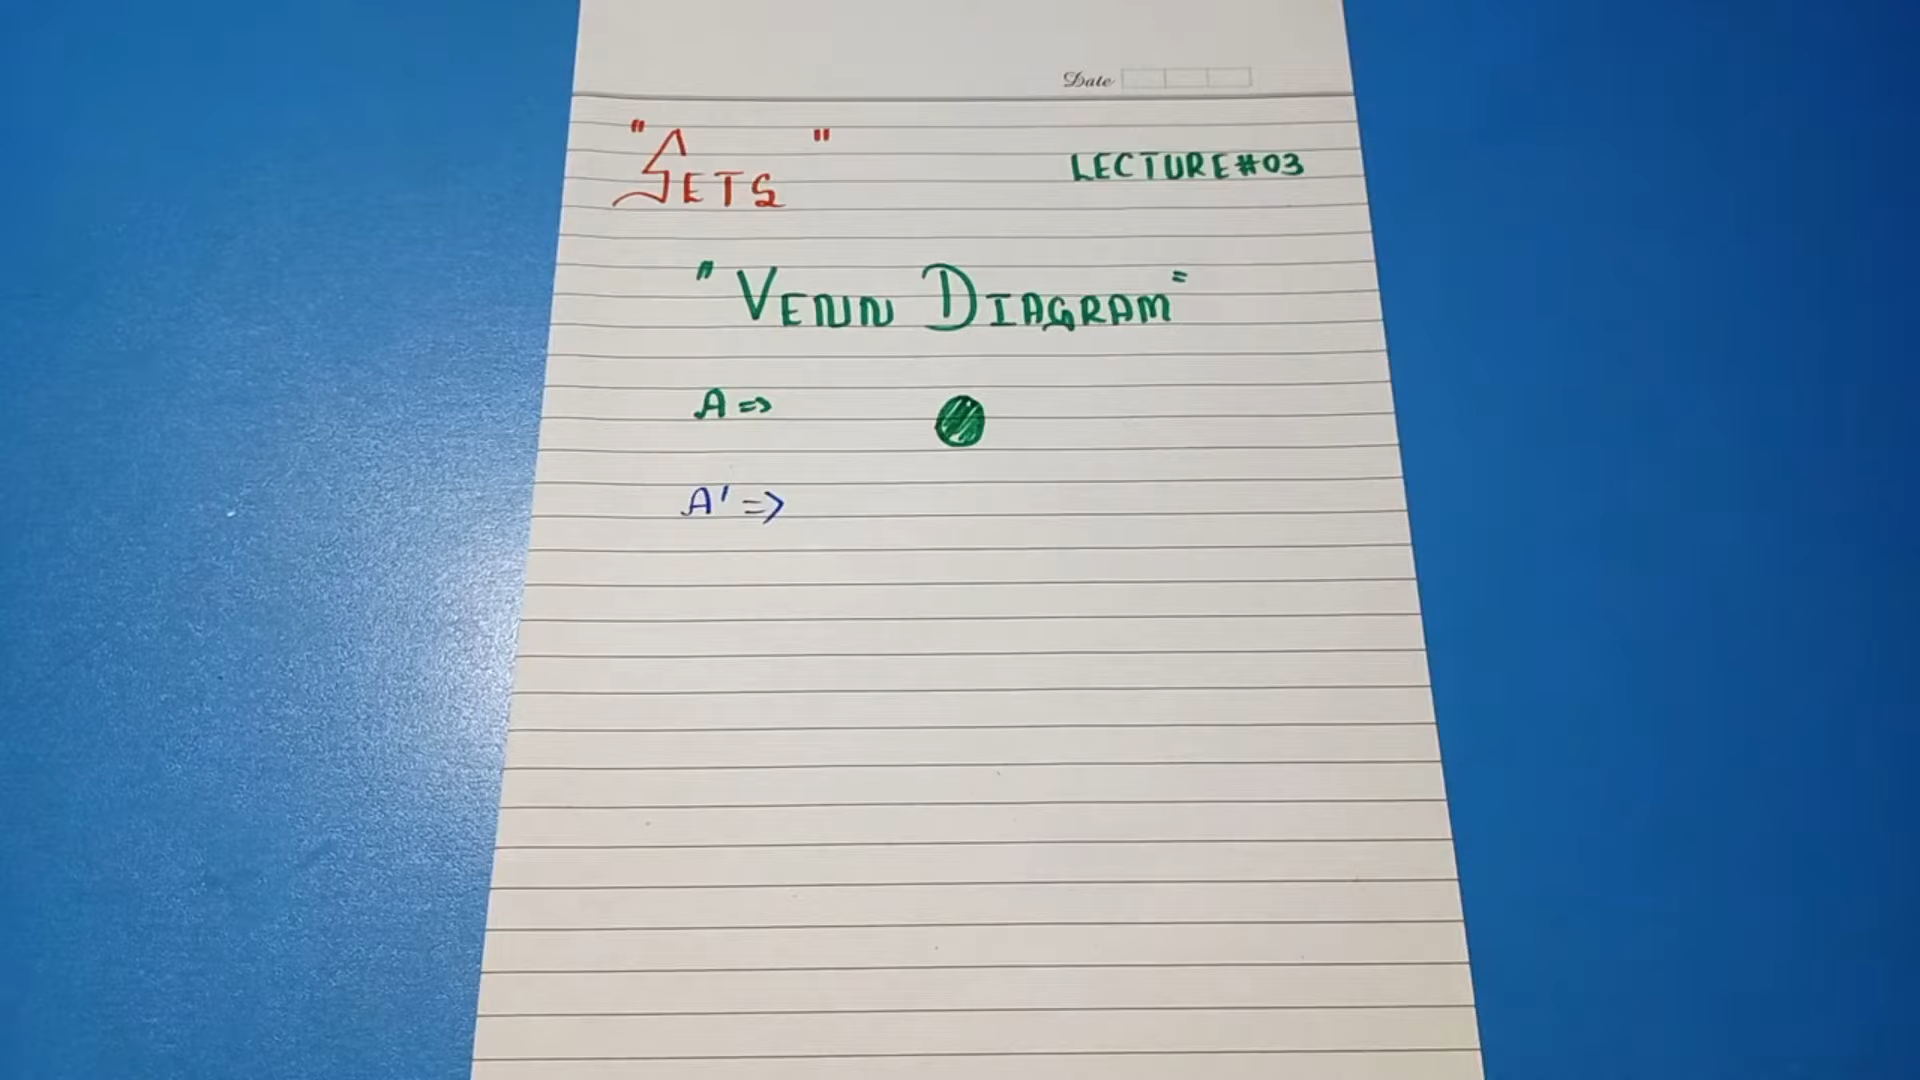 Date
"SETS"
LECTURE#03
"VENN DIAGRAM"
A =>
A' =>